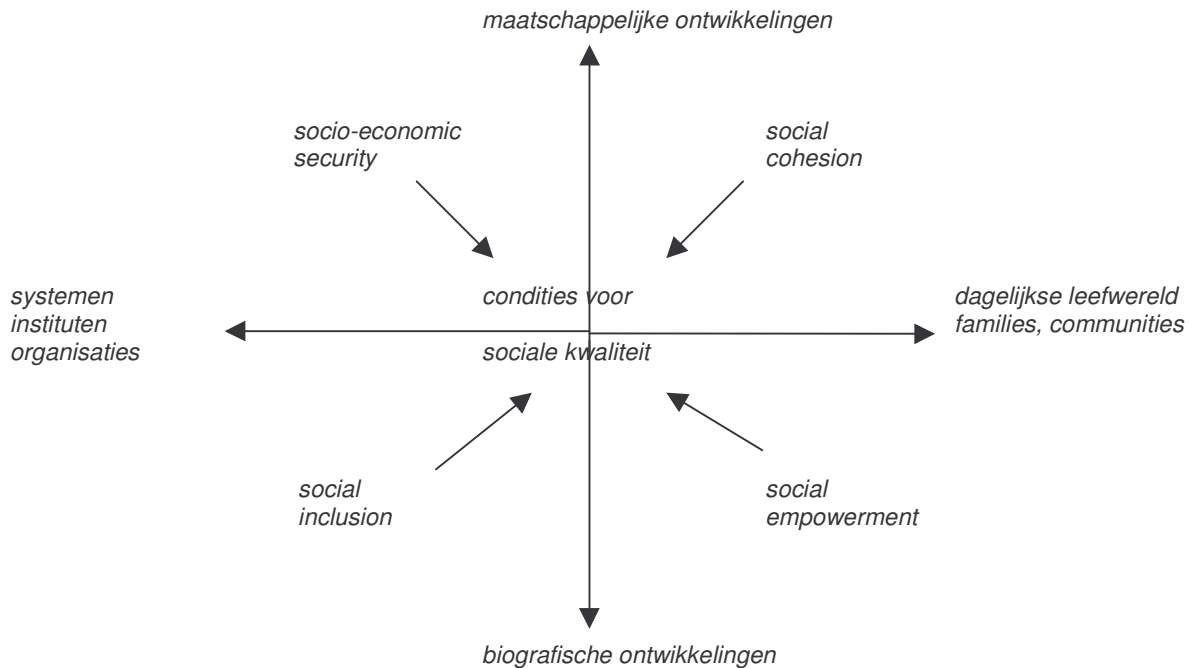 maatschappelijke ontwikkelingen
socio-economic
security
social
cohesion
systemen
instituten
organisaties
condities voor
sociale kwaliteit
dagelijkse leefwereld
families, communities
social
inclusion
social
empowerment
biografische ontwikkelingen